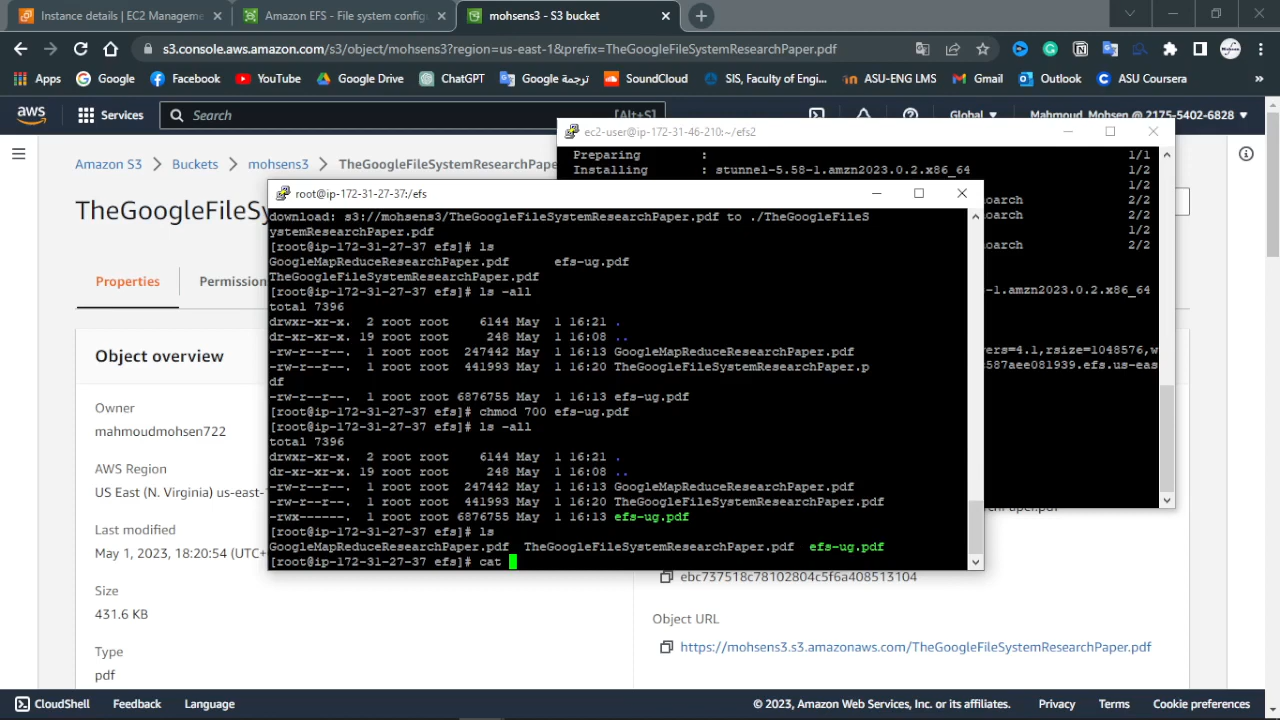 Instance details | EC2 Manageme
Amazon EFS - File system config
mohsens3 - S3 bucket
s3.console.aws.amazon.com/s3/object/mohsens3?region=us-east-1&prefix=TheGoogleFileSystemResearchPaper.pdf
Apps
Google
Facebook
YouTube
Google Drive
ChatGPT
ترجمة Google
SoundCloud
SIS, Faculty of Engi...
ASU-ENG LMS
Gmail
Outlook
ASU Coursera
aws
Services
Search
[Alt+S]
Global
Mahmoud_Mohsen @ 2175-5402-6828
ec2-user@ip-172-31-46-210:~/efs2
Preparing : 1/1
Installing : stunnel-5.58-1.amzn2023.0.2.x86_64 1/2
oarch 2/2
oarch 1/2
oarch 2/2
-1.amzn2023.0.2.x86_64
ers=4.1,rsize=1048576,w
587aee081939.efs.us-eas
Amazon S3
Buckets
mohsens3
TheGoogleFileSystemResearchPape
TheGoogleFileSy
Properties
Permission
root@ip-172-31-27-37:/efs
download: s3://mohsens3/TheGoogleFileSystemResearchPaper.pdf to ./TheGoogleFileS
ystemResearchPaper.pdf
[root@ip-172-31-27-37 efs]# ls
GoogleMapReduceResearchPaper.pdf efs-ug.pdf
TheGoogleFileSystemResearchPaper.pdf
[root@ip-172-31-27-37 efs]# ls -all
total 7396
drwxr-xr-x. 2 root root 6144 May 1 16:21 .
dr-xr-xr-x. 19 root root 248 May 1 16:08 ..
-rw-r--r--. 1 root root 247442 May 1 16:13 GoogleMapReduceResearchPaper.pdf
-rw-r--r--. 1 root root 441993 May 1 16:20 TheGoogleFileSystemResearchPaper.p
df
-rw-r--r--. 1 root root 6876755 May 1 16:13 efs-ug.pdf
[root@ip-172-31-27-37 efs]# chmod 700 efs-ug.pdf
[root@ip-172-31-27-37 efs]# ls -all
total 7396
drwxr-xr-x. 2 root root 6144 May 1 16:21 .
dr-xr-xr-x. 19 root root 248 May 1 16:08 ..
-rw-r--r--. 1 root root 247442 May 1 16:13 GoogleMapReduceResearchPaper.pdf
-rw-r--r--. 1 root root 441993 May 1 16:20 TheGoogleFileSystemResearchPaper.pdf
-rwx------. 1 root root 6876755 May 1 16:13 efs-ug.pdf
[root@ip-172-31-27-37 efs]# ls
GoogleMapReduceResearchPaper.pdf TheGoogleFileSystemResearchPaper.pdf efs-ug.pdf
[root@ip-172-31-27-37 efs]# cat
Object overview
Owner
mahmoudmohsen722
AWS Region
US East (N. Virginia) us-east-
Last modified
May 1, 2023, 18:20:54 (UTC+
Size
431.6 KB
Type
pdf
ebc737518c78102804c5f6a408513104
Object URL
https://mohsens3.s3.amazonaws.com/TheGoogleFileSystemResearchPaper.pdf
CloudShell
Feedback
Language
© 2023, Amazon Web Services, Inc. or its affiliates.
Privacy
Terms
Cookie preferences